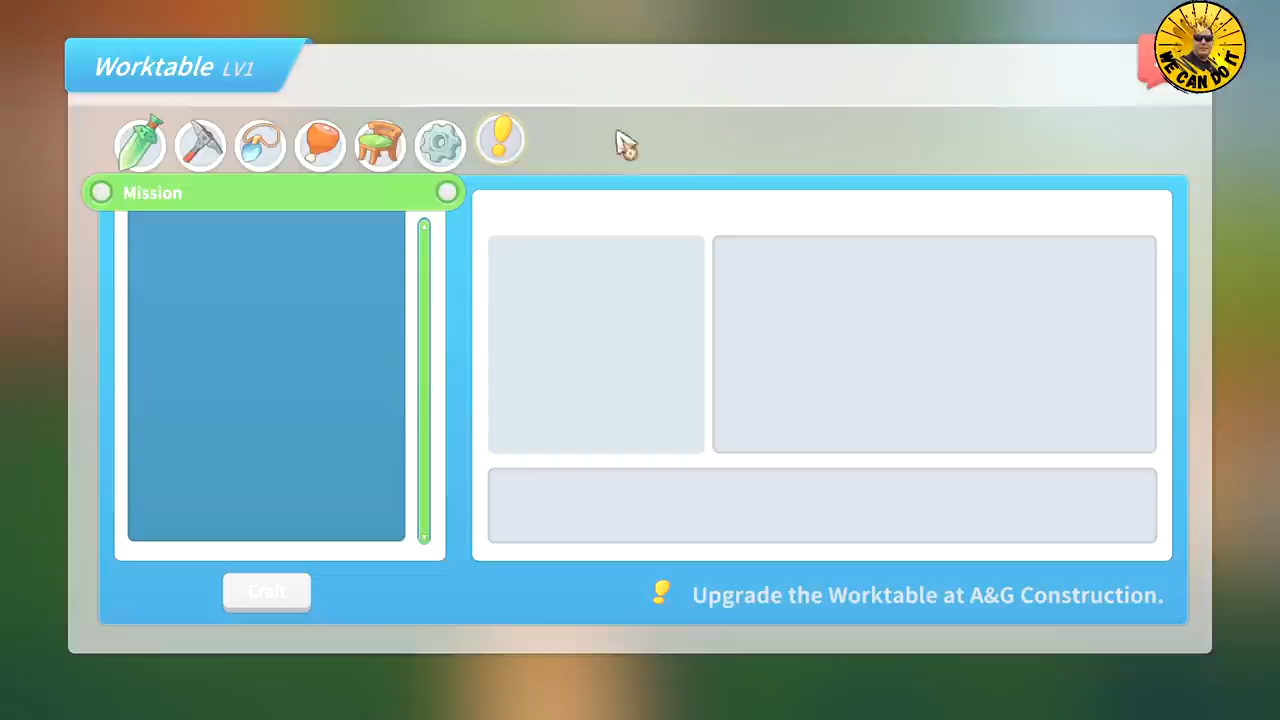 Worktable LV1
WE CAN DO IT
Mission
Craft
Upgrade the Worktable at A&G Construction.